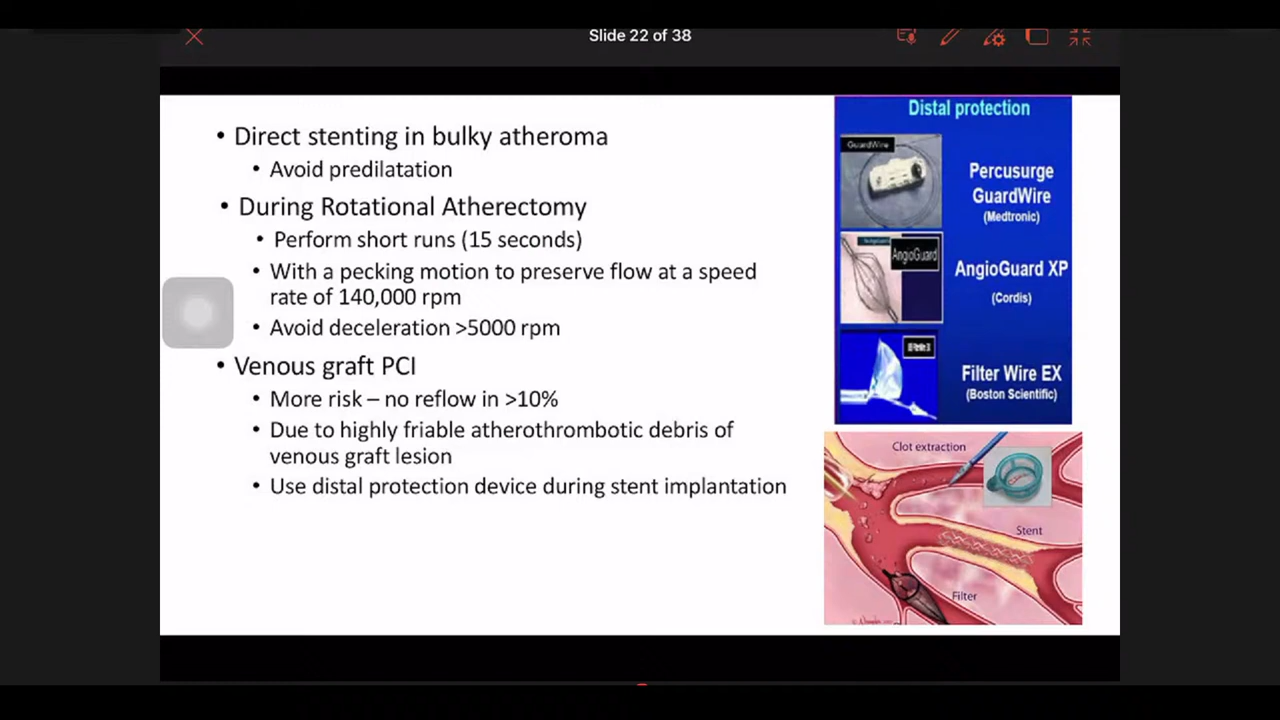 Slide 22 of 38
• Direct stenting in bulky atheroma
• Avoid predilatation
• During Rotational Atherectomy
• Perform short runs (15 seconds)
• With a pecking motion to preserve flow at a speed
rate of 140,000 rpm
• Avoid deceleration >5000 rpm
• Venous graft PCI
• More risk – no reflow in >10%
• Due to highly friable atherothrombotic debris of
venous graft lesion
• Use distal protection device during stent implantation
Distal protection
GuardWire
Percusurge
GuardWire
(Medtronic)
AngioGuard
AngioGuard XP
(Cordis)
Filter Wire EX
(Boston Scientific)
Clot extraction
Stent
Filter